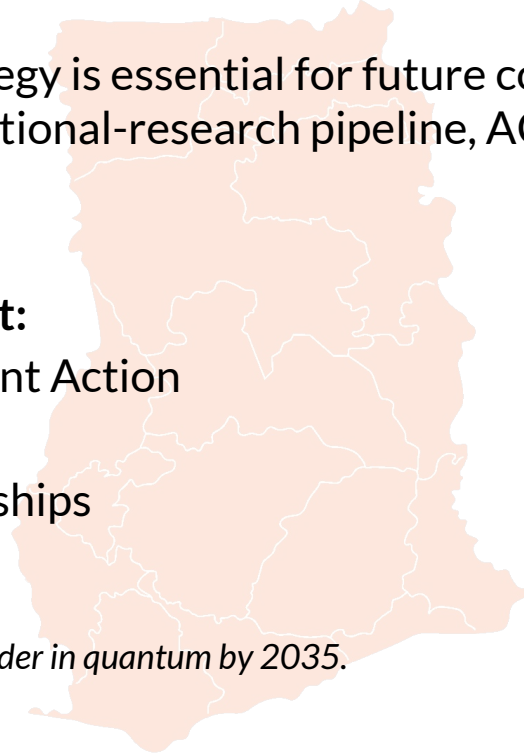 egy is essential for future co
tional-research pipeline, AC
t:
nt Action
ships
der in quantum by 2035.